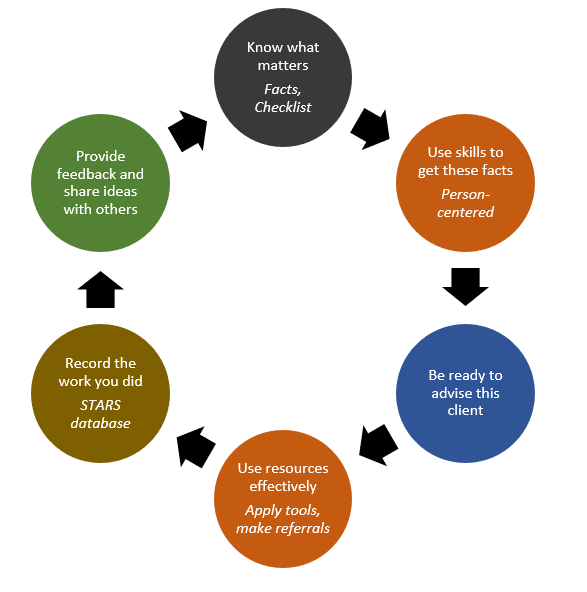 Know what
matters
Facts,
Checklist
Use skills to
get these facts
Person-
centered
Be ready to
advise this
client
Use resources
effectively
Apply tools,
make referrals
Record the
work you did
STARS
database
Provide
feedback and
share ideas
with others